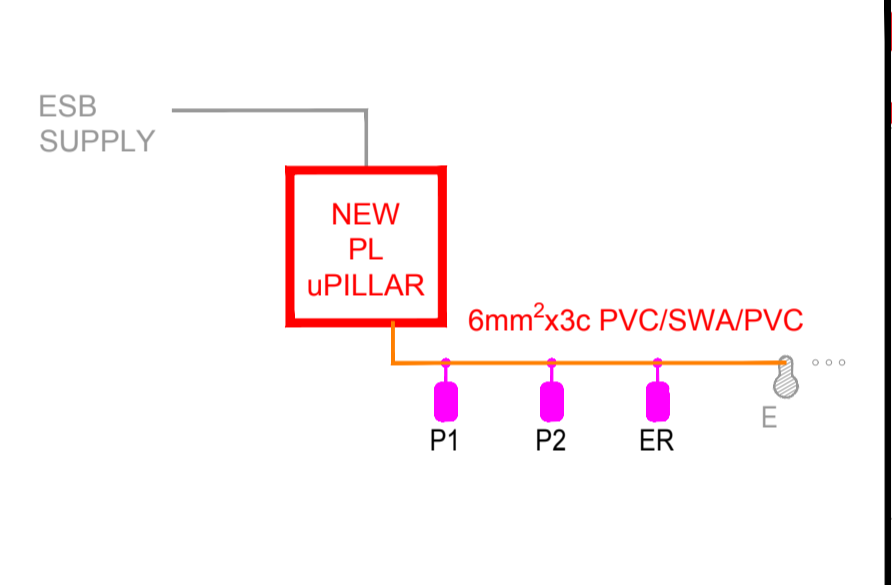 ESB
SUPPLY
NEW
PL
uPILLAR
6mm²x3c PVC/SWA/PVC
P1
P2
ER
E